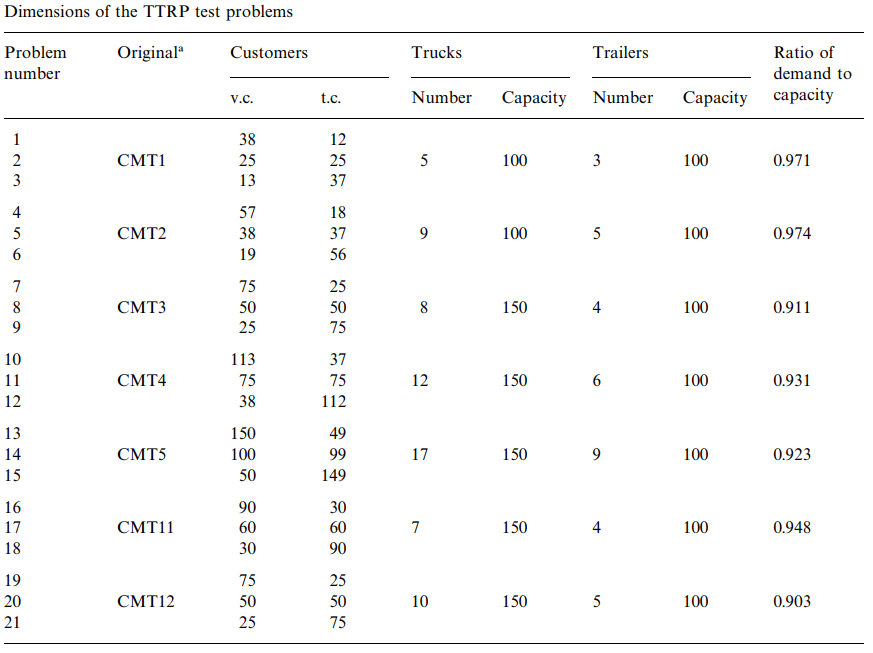 Dimensions of the TTRP test problems
Problem number Originalᵃ Customers Trucks Trailers Ratio of demand to capacity
v.c. t.c. Number Capacity Number Capacity
1 38 12
2 CMT1 25 25 5 100 3 100 0.971
3 13 37
4 57 18
5 CMT2 38 37 9 100 5 100 0.974
6 19 56
7 75 25
8 CMT3 50 50 8 150 4 100 0.911
9 25 75
10 113 37
11 CMT4 75 75 12 150 6 100 0.931
12 38 112
13 150 49
14 CMT5 100 99 17 150 9 100 0.923
15 50 149
16 90 30
17 CMT11 60 60 7 150 4 100 0.948
18 30 90
19 75 25
20 CMT12 50 50 10 150 5 100 0.903
21 25 75